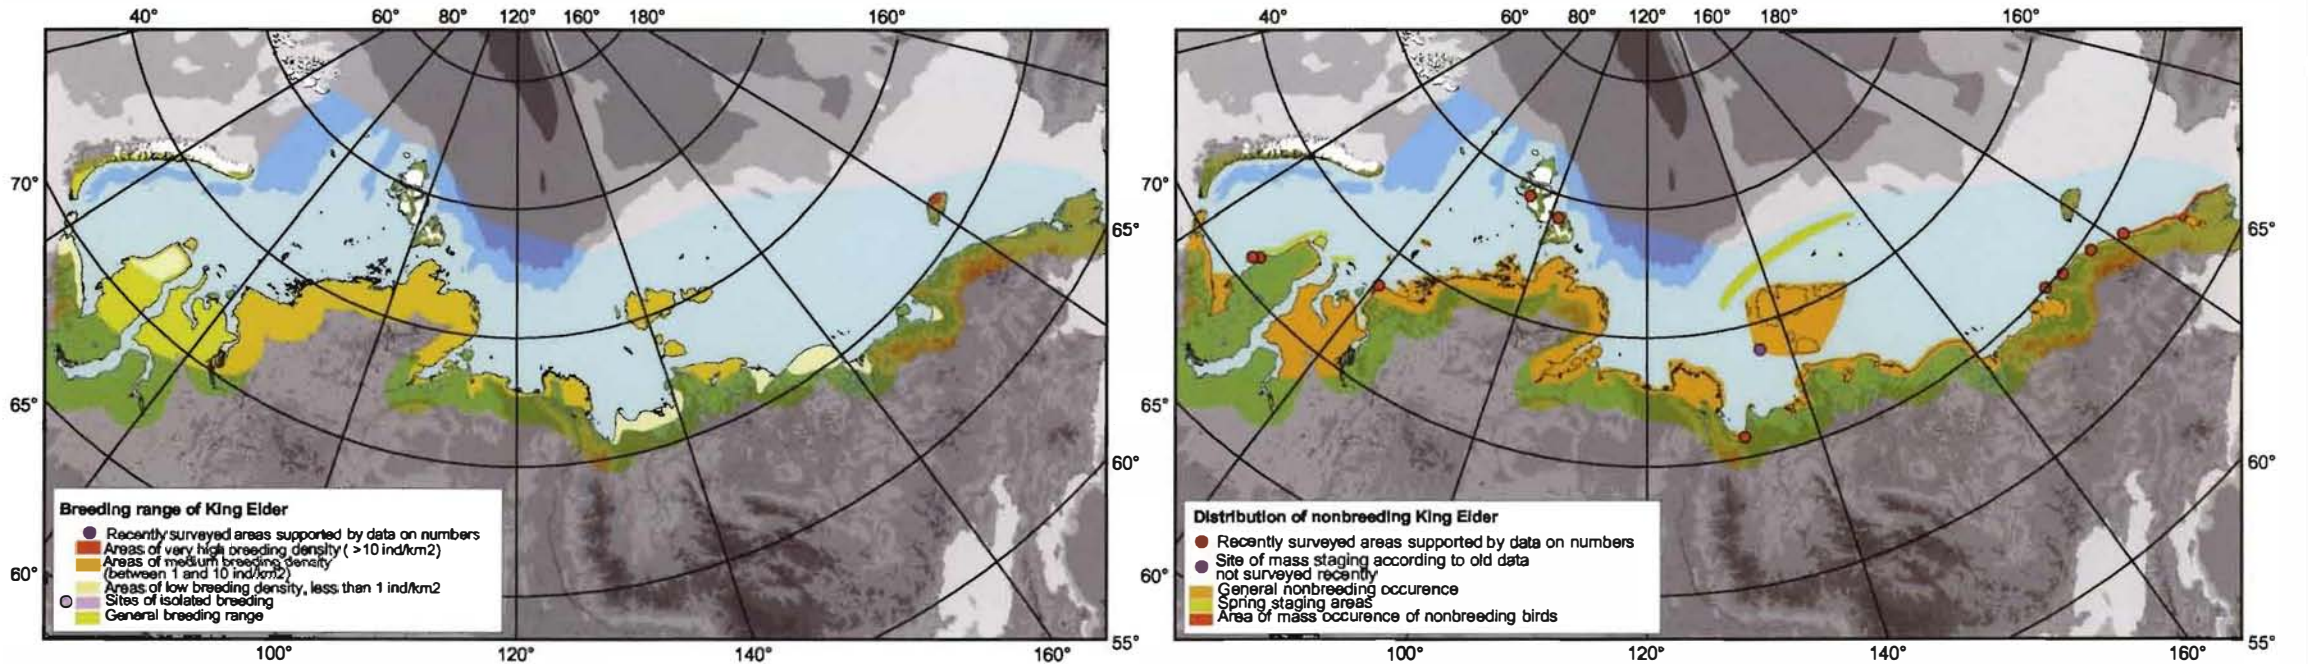 40° 60° 80° 120° 160° 180° 160°
70°
65°
65°
60°
60°
55°
100° 120° 140° 160°
Breeding range of King Elder
Recently surveyed areas supported by data on numbers
Areas of very high breeding density ( >10 ind/km2)
Areas of medium breeding density
(between 1 and 10 ind/km2)
Areas of low breeding density, less than 1 ind/km2
Sites of isolated breeding
General breeding range
40° 60° 80° 120° 160° 180° 160°
70°
65°
65°
60°
60°
55°
100° 120° 140° 160°
Distribution of nonbreeding King Elder
Recently surveyed areas supported by data on numbers
Site of mass staging according to old data
not surveyed recently
General nonbreeding occurence
Spring staging areas
Area of mass occurence of nonbreeding birds